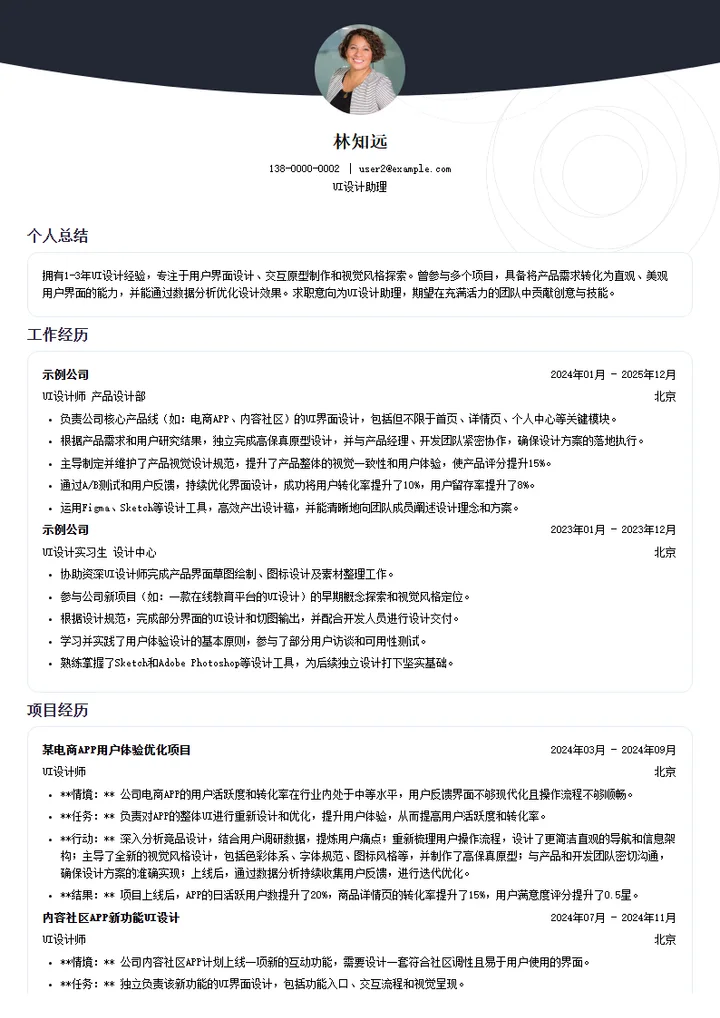 林知远
138-0000-0002 | user2@example.com
UI设计助理
个人总结
拥有1-3年UI设计经验，专注于用户界面设计、交互原型制作和视觉风格探索。曾参与多个项目，具备将产品需求转化为直观、美观
用户界面的能力，并能通过数据分析优化设计效果。求职意向为UI设计助理，期望在充满活力的团队中贡献创意与技能。
工作经历
示例公司 2024年01月 - 2025年12月
UI设计师 产品设计部 北京
• 负责公司核心产品线（如：电商APP、内容社区）的UI界面设计，包括但不限于首页、详情页、个人中心等关键模块。
• 根据产品需求和用户研究结果，独立完成高保真原型设计，并与产品经理、开发团队紧密协作，确保设计方案的落地执行。
• 主导制定并维护了产品视觉设计规范，提升了产品整体的视觉一致性和用户体验，使产品评分提升15%。
• 通过A/B测试和用户反馈，持续优化界面设计，成功将用户转化率提升了10%，用户留存率提升了8%。
• 运用Figma、Sketch等设计工具，高效产出设计稿，并能清晰地向团队成员阐述设计理念和方案。
示例公司 2023年01月 - 2023年12月
UI设计实习生 设计中心 北京
• 协助资深UI设计师完成产品界面草图绘制、图标设计及素材整理工作。
• 参与公司新项目（如：一款在线教育平台的UI设计）的早期概念探索和视觉风格定位。
• 根据设计规范，完成部分界面的UI设计和切图输出，并配合开发人员进行设计交付。
• 学习并实践了用户体验设计的基本原则，参与了部分用户访谈和可用性测试。
• 熟练掌握了Sketch和Adobe Photoshop等设计工具，为后续独立设计打下坚实基础。
项目经历
某电商APP用户体验优化项目 2024年03月 - 2024年09月
UI设计师 北京
• **情境：** 公司电商APP的用户活跃度和转化率在行业内处于中等水平，用户反馈界面不够现代化且操作流程不够顺畅。
• **任务：** 负责对APP的整体UI进行重新设计和优化，提升用户体验，从而提高用户活跃度和转化率。
• **行动：** 深入分析竞品设计，结合用户调研数据，提炼用户痛点；重新梳理用户操作流程，设计了更简洁直观的导航和信息架
构；主导了全新的视觉风格设计，包括色彩体系、字体规范、图标风格等，并制作了高保真原型；与产品和开发团队密切沟通，
确保设计方案的准确实现；上线后，通过数据分析持续收集用户反馈，进行迭代优化。
• **结果：** 项目上线后，APP的日活跃用户数提升了20%，商品详情页的转化率提升了15%，用户满意度评分提升了0.5星。
内容社区APP新功能UI设计 2024年07月 - 2024年11月
UI设计师 北京
• **情境：** 公司内容社区APP计划上线一项新的互动功能，需要设计一套符合社区调性且易于用户使用的界面。
• **任务：** 独立负责该新功能的UI界面设计，包括功能入口、交互流程和视觉呈现。